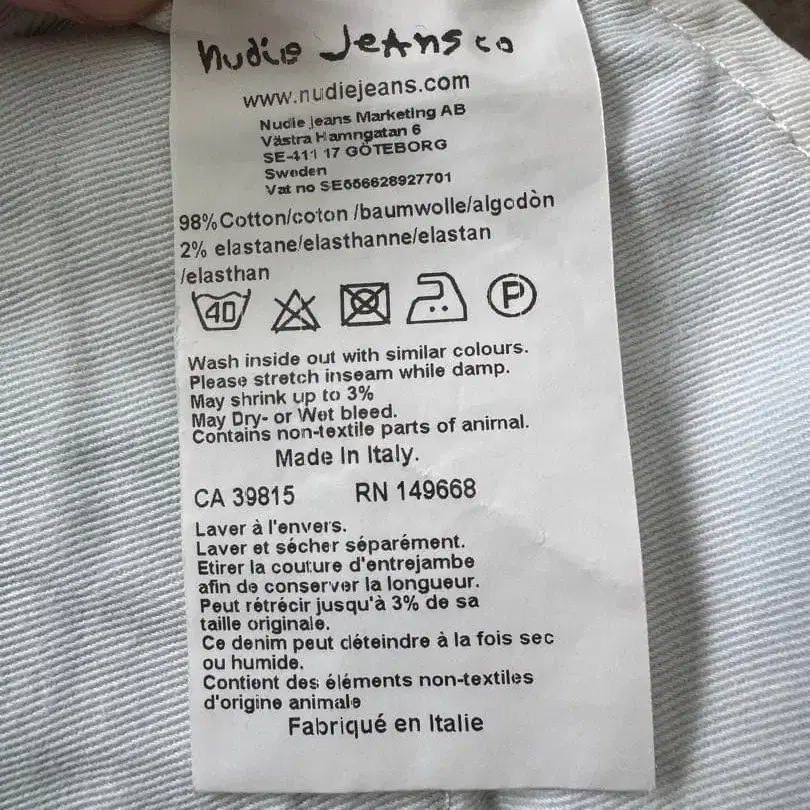 nudie Jeans co
www.nudiejeans.com
Nudie Jeans Marketing AB
Västra Hamngatan 6
SE-411 17 GÖTEBORG
Sweden
Vat no SE556628927701
98%Cotton/coton /baumwolle/algodòn
2% elastane/elasthanne/elastan
/elasthan
40 P
Wash inside out with similar colours.
Please stretch inseam while damp.
May shrink up to 3%
May Dry- or Wet bleed.
Contains non-textile parts of animal.
Made In Italy.
CA 39815 RN 149668
Laver à l'envers.
Laver et sécher séparément.
Etirer la couture d'entrejambe
afin de conserver la longueur.
Peut rétrécir jusqu'à 3% de sa
taille originale.
Ce denim peut déteindre à la fois sec
ou humide.
Contient des éléments non-textiles
d'origine animale
Fabriqué en Italie